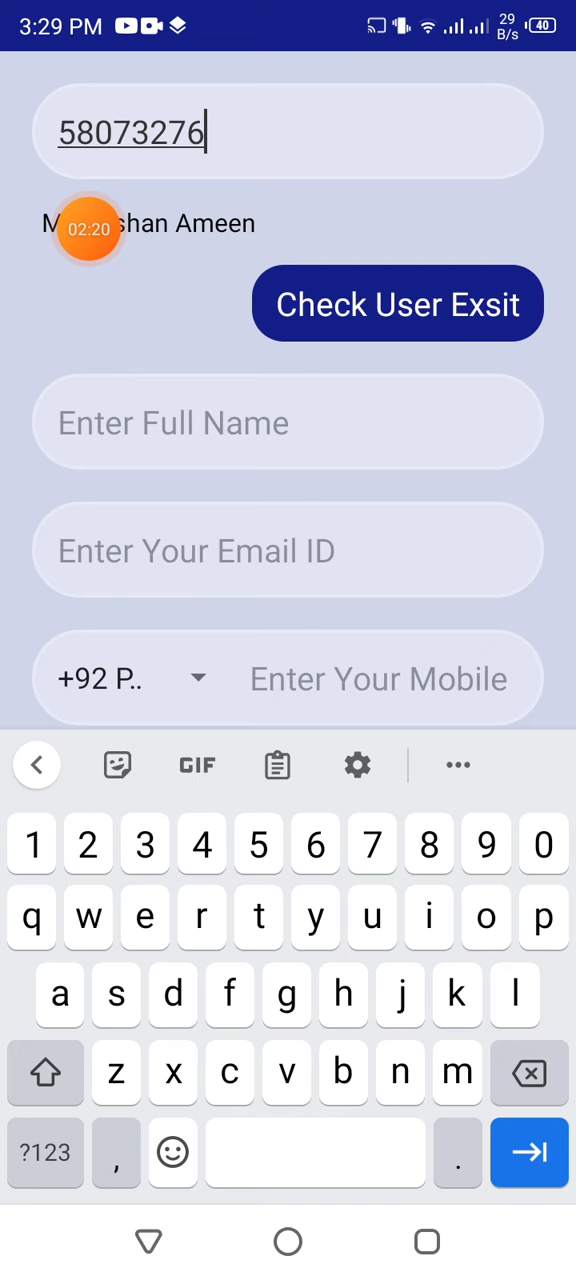 3:29 PM
29
B/s
40
58073276
02:20
Ameen
Check User Exsit
Enter Full Name
Enter Your Email ID
+92 P.. Enter Your Mobile
GIF
1 2 3 4 5 6 7 8 9 0
q w e r t y u i o p
a s d f g h j k l
z x c v b n m
?123 , .